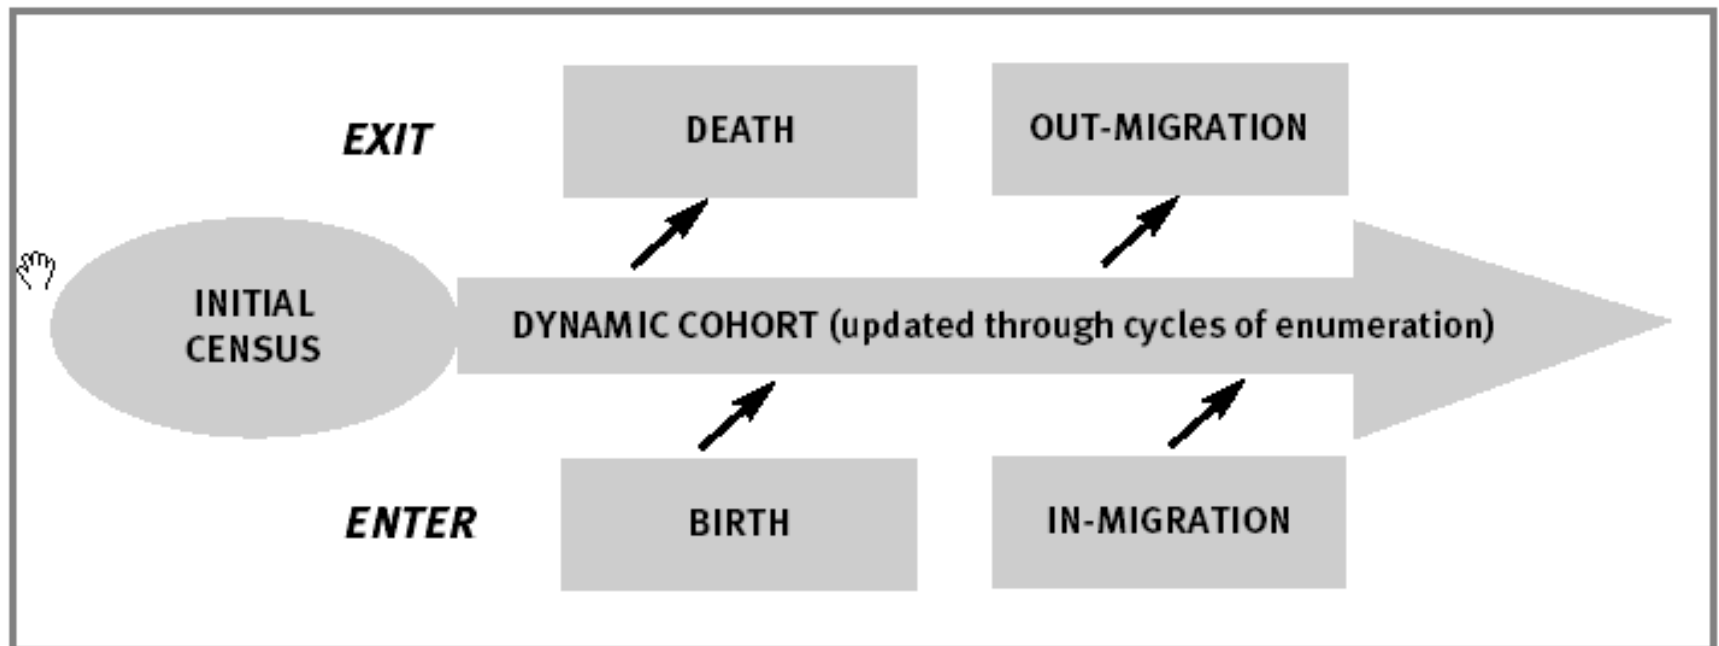 EXIT
DEATH
OUT-MIGRATION
INITIAL
CENSUS
DYNAMIC COHORT (updated through cycles of enumeration)
ENTER
BIRTH
IN-MIGRATION